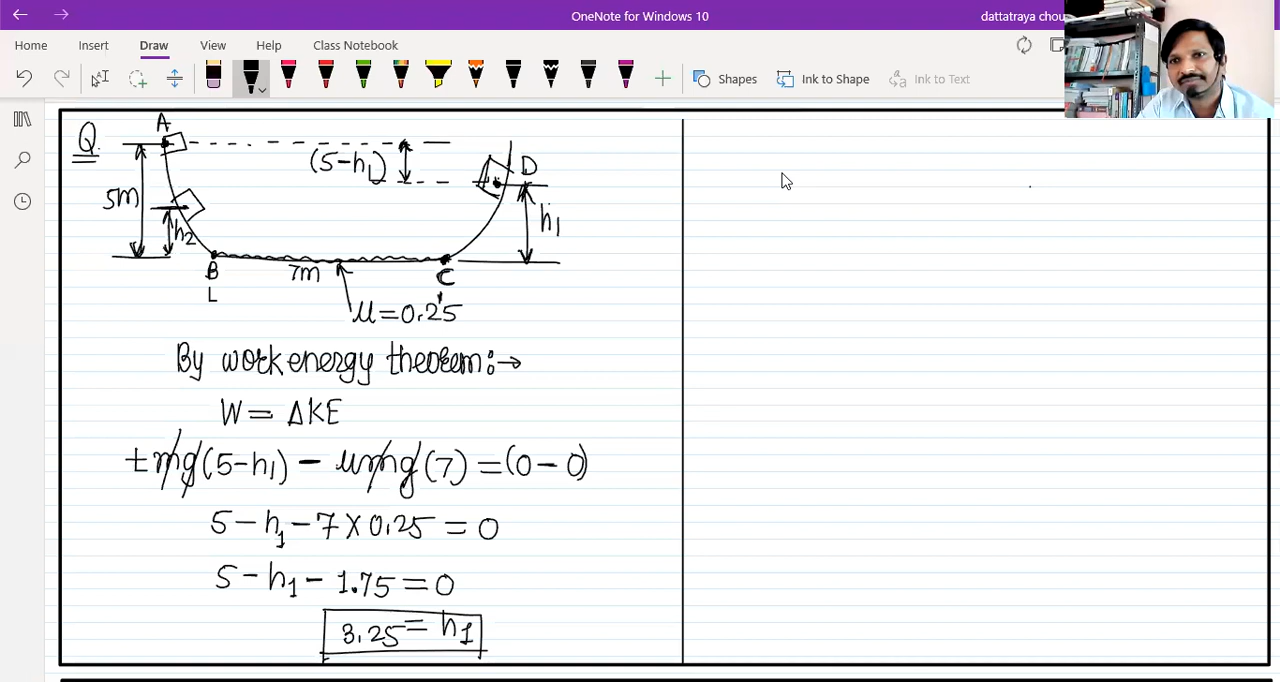 OneNote for Windows 10
dattatraya chou
Home Insert Draw View Help Class Notebook
Shapes
Ink to Shape
Ink to Text
Q.
A
(5-h1)
D
5m
h2
h1
B
7m
C
L
μ=0.25
By work energy theorem:→
W = ΔKE
+mg(5-h1) - μmg(7) = (0-0)
5-h1-7×0.25=0
5-h1-1.75=0
3.25=h1